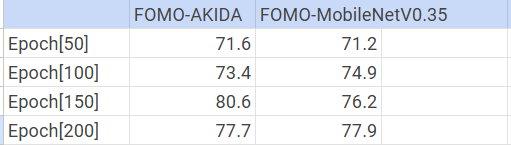 FOMO-AKIDA FOMO-MobileNetV0.35
Epoch[50] 71.6 71.2
Epoch[100] 73.4 74.9
Epoch[150] 80.6 76.2
Epoch[200] 77.7 77.9